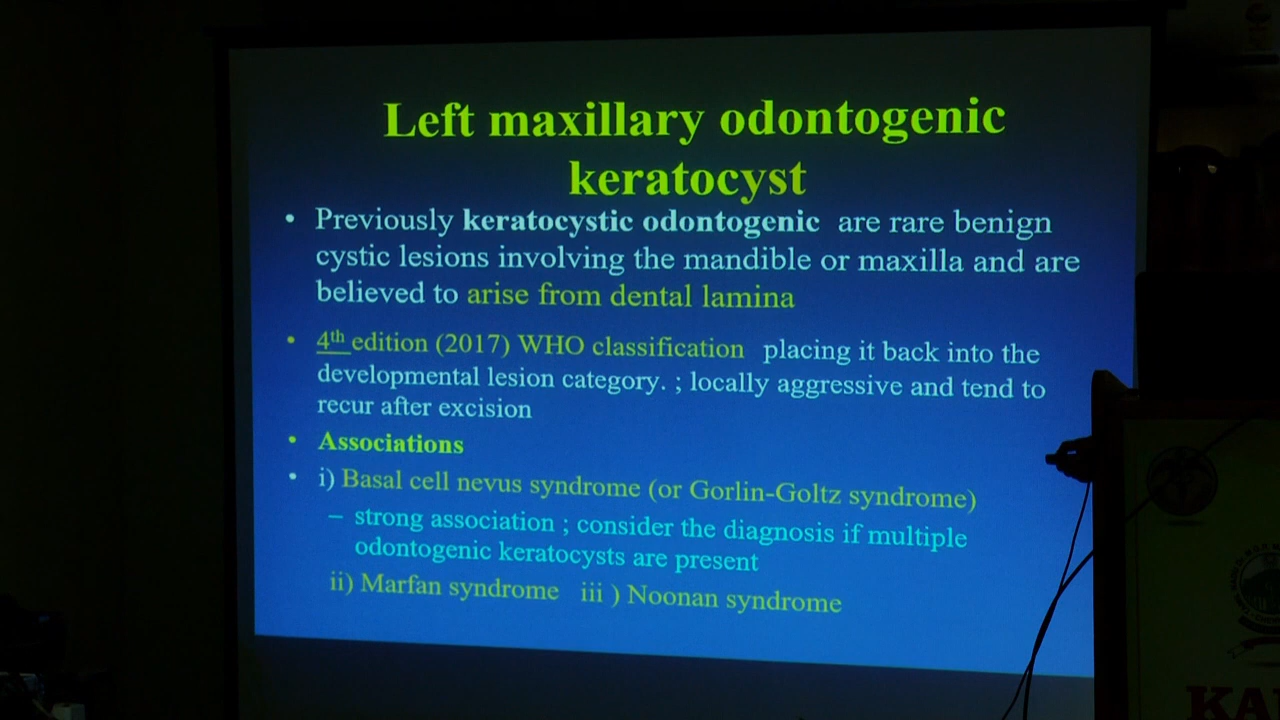 Left maxillary odontogenic
keratocyst
• Previously keratocystic odontogenic are rare benign
cystic lesions involving the mandible or maxilla and are
believed to arise from dental lamina
• 4th edition (2017) WHO classification placing it back into the
developmental lesion category. ; locally aggressive and tend to
recur after excision
• Associations
• i) Basal cell nevus syndrome (or Gorlin-Goltz syndrome)
– strong association ; consider the diagnosis if multiple
odontogenic keratocysts are present
ii) Marfan syndrome iii ) Noonan syndrome
KA